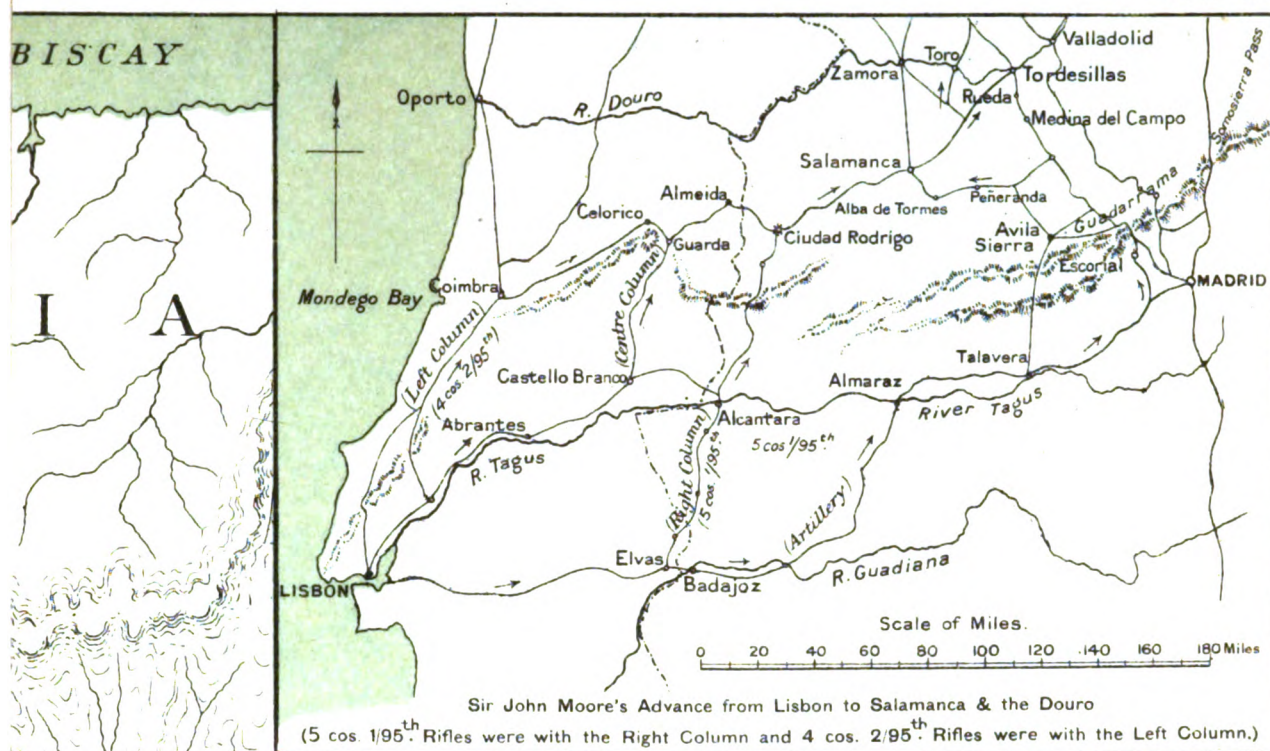 BISCAY
I A
Valladolid
Toro
Zamora
Tordesillas
Rueda
Oporto
R. Douro
Medina del Campo
Somosierra Pass
Salamanca
Almeida
Alba de Tormes
Peñeranda
Guadarrama
Celorico
Guarda
Ciudad Rodrigo
Avila
Sierra
Escorial
MADRID
Coimbra
Mondego Bay
(Left Column)
(4 cos. 2/95th)
(Centre Column)
Castello Branco
Talavera
Almaraz
River Tagus
Abrantes
R. Tagus
Alcantara
5 cos 1/95th.
(Right Column)
(5 cos. 1/95th)
(Artillery)
Elvas
Badajoz
R. Guadiana
LISBON
Scale of Miles.
0 20 40 60 80 100 120 140 160 180 Miles
Sir John Moore's Advance from Lisbon to Salamanca & the Douro
(5 cos. 1/95th. Rifles were with the Right Column and 4 cos. 2/95th. Rifles were with the Left Column.)